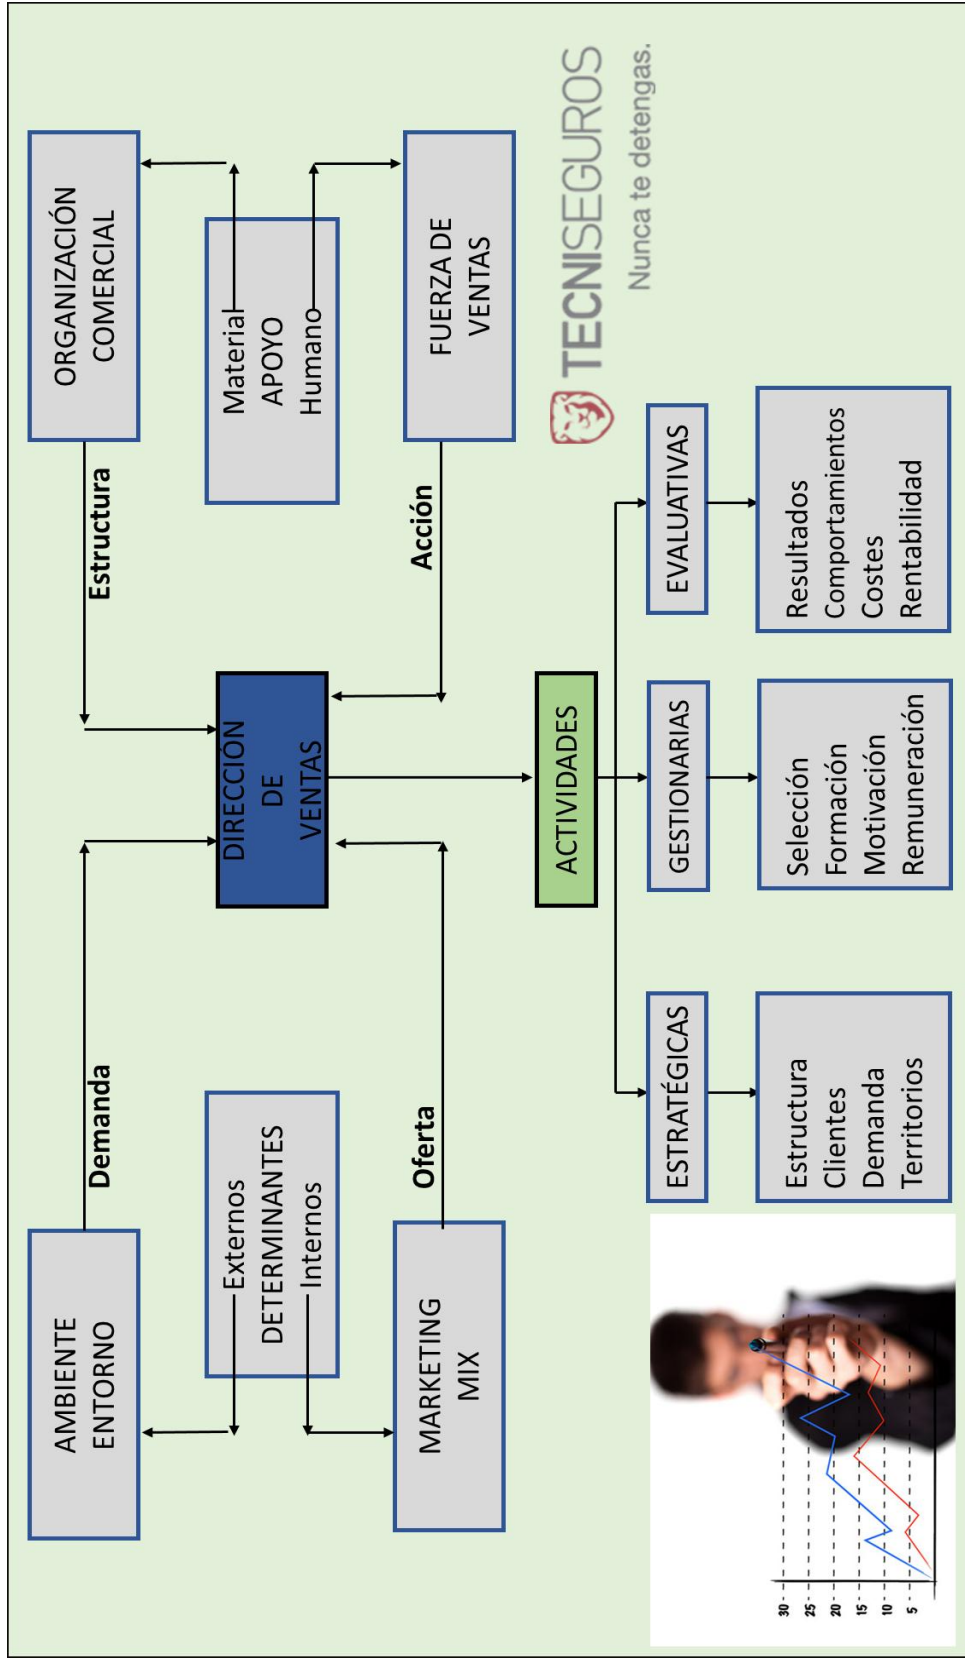 AMBIENTE
ENTORNO
Demanda
Estructura
ORGANIZACIÓN
COMERCIAL
Externos
DETERMINANTES
Internos
DIRECCIÓN
DE
VENTAS
Material
APOYO
Humano
MARKETING
MIX
Oferta
Acción
FUERZA DE
VENTAS
ACTIVIDADES
TECNISEGUROS
Nunca te detengas.
ESTRATÉGICAS
GESTIONARIAS
EVALUATIVAS
Estructura
Clientes
Demanda
Territorios
Selección
Formación
Motivación
Remuneración
Resultados
Comportamientos
Costes
Rentabilidad
30
25
20
15
10
5